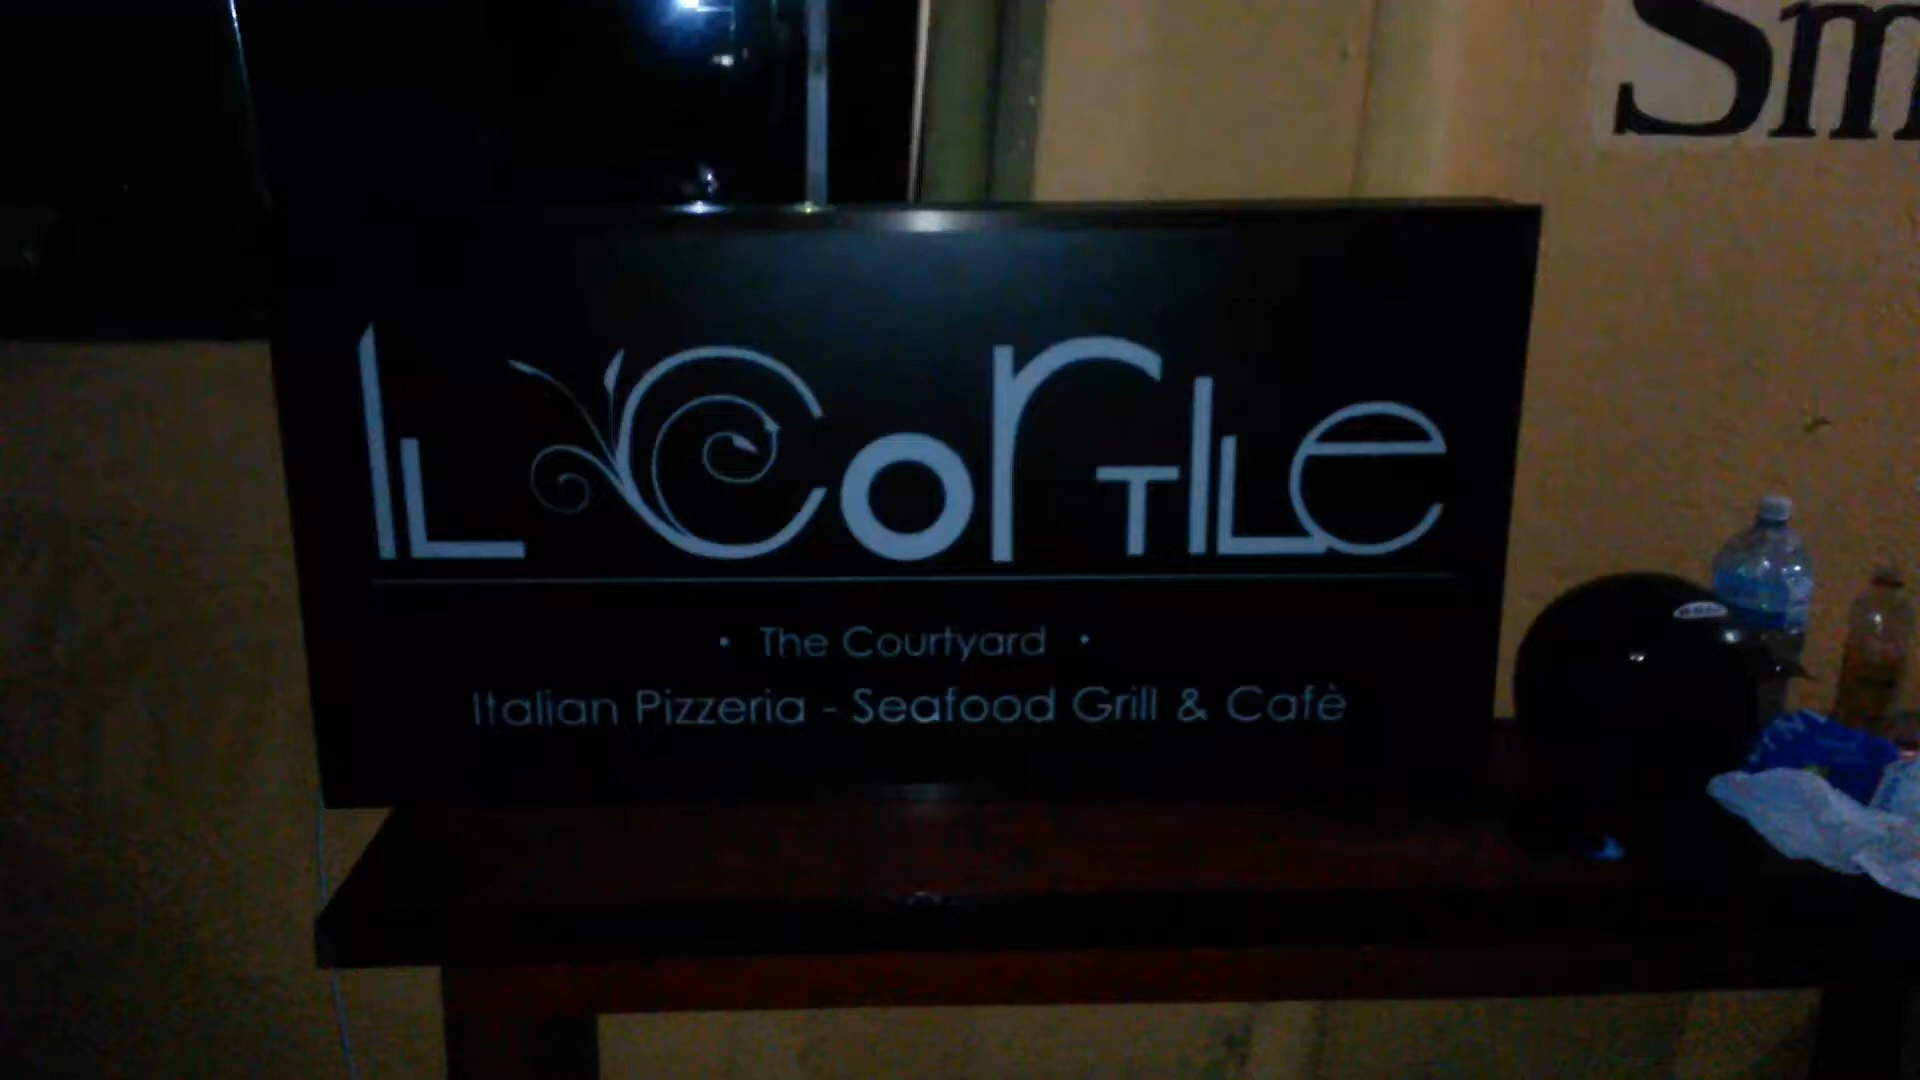 Sm
IL CorTILe
• The Courtyard •
Italian Pizzeria - Seafood Grill & Cafè